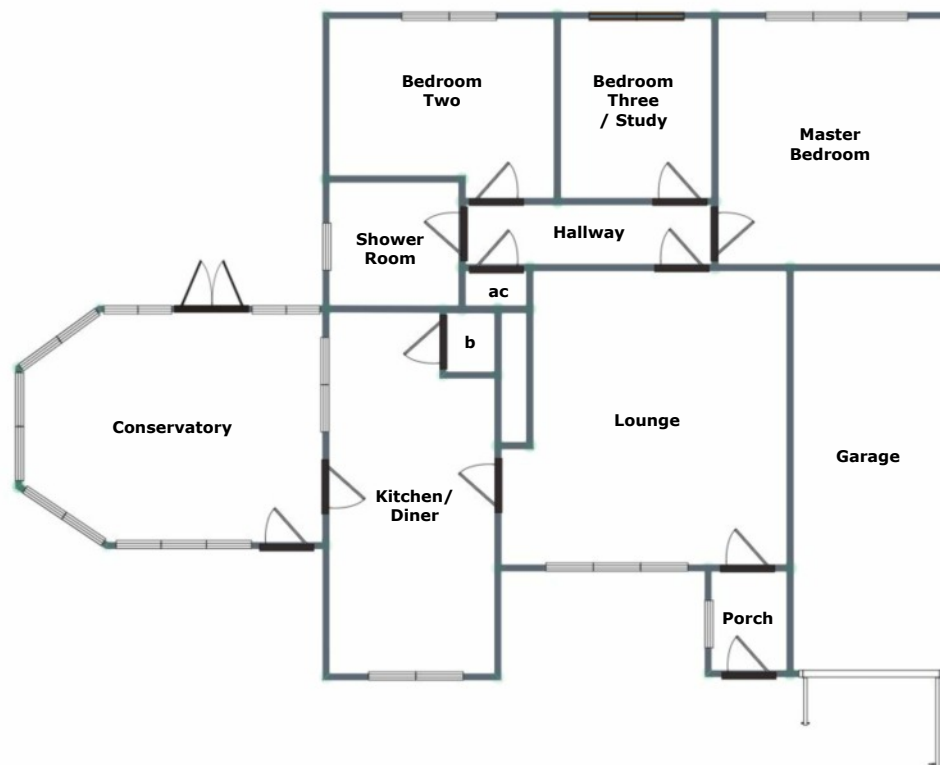 Bedroom
Two
Bedroom
Three
/ Study
Master
Bedroom
Shower
Room
Hallway
ac
b
Conservatory
Lounge
Garage
Kitchen/
Diner
Porch